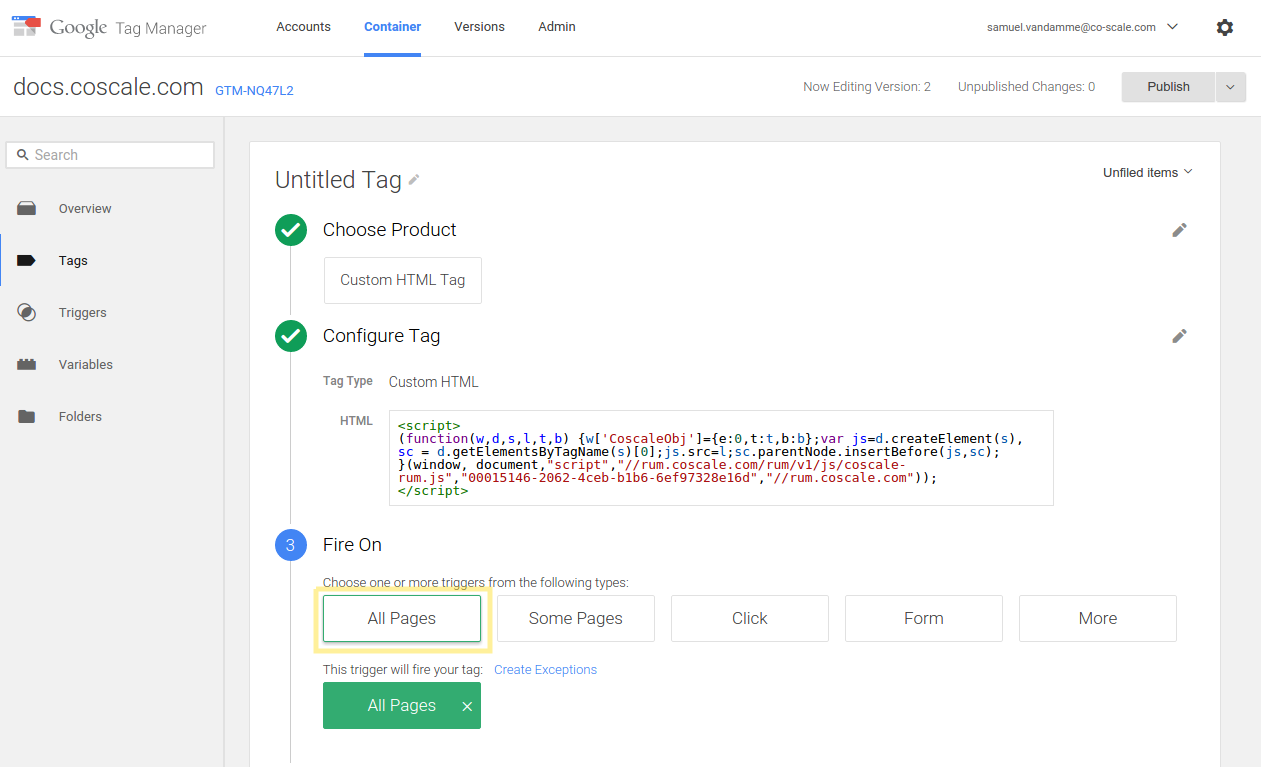 Google Tag Manager
Accounts
Container
Versions
Admin
samuel.vandamme@co-scale.com
docs.coscale.com GTM-NQ47L2
Now Editing Version: 2
Unpublished Changes: 0
Publish
Search
Overview
Tags
Triggers
Variables
Folders
Untitled Tag
Unfiled items
Choose Product
Custom HTML Tag
Configure Tag
Tag Type Custom HTML
HTML
<script>
(function(w,d,s,l,t,b) {w['CoscaleObj']={e:0,t:t,b:b};var js=d.createElement(s),
sc = d.getElementsByTagName(s)[0];js.src=l;sc.parentNode.insertBefore(js,sc);
}(window, document,"script","//rum.coscale.com/rum/v1/js/coscale-
rum.js","00015146-2062-4ceb-b1b6-6ef97328e16d","//rum.coscale.com"));
</script>
3 Fire On
Choose one or more triggers from the following types:
All Pages
Some Pages
Click
Form
More
This trigger will fire your tag: Create Exceptions
All Pages